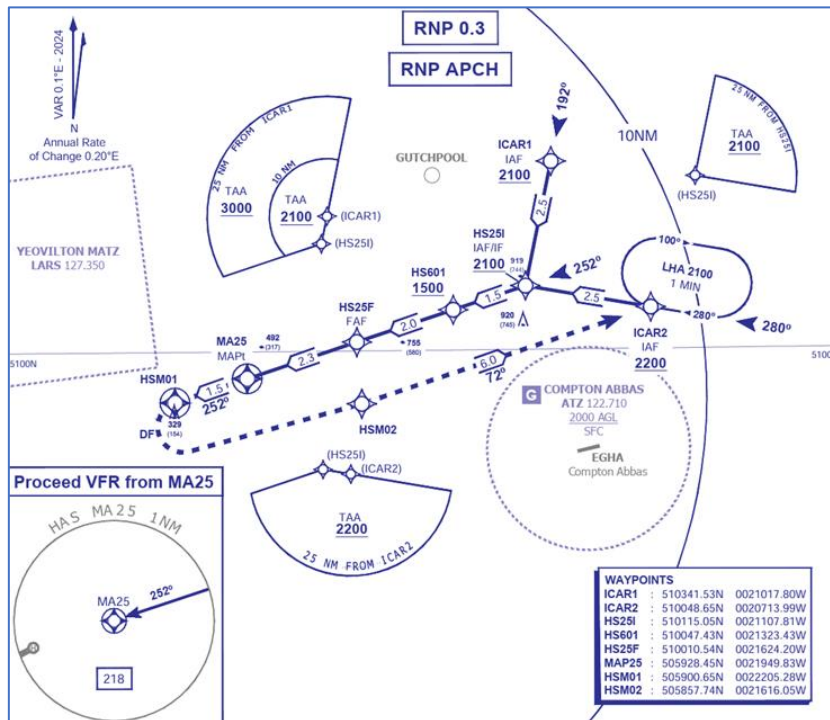 RNP 0.3
RNP APCH
VAR 0.1°E - 2024
N
Annual Rate
of Change 0.20°E
25 NM FROM ICAR1
TAA
3000
10 NM
TAA
2100
(ICAR1)
(HS25I)
GUTCHPOOL
192º
ICAR1
IAF
2100
2.5
10NM
25 NM FROM HS25I
TAA
2100
(HS25I)
YEOVILTON MATZ
LARS 127.350
HS25I
IAF/IF
2100
919
(744)
252º
100º
LHA 2100
1 MIN
280º
280º
2.5
ICAR2
IAF
2200
HS601
1500
1.5
920
(745)
HS25F
FAF
2.0
755
(580)
492
(317)
MA25
MAPt
2.3
5100N
5100
HSM01
1.5
252º
329
(154)
DF
6.0
72º
HSM02
G COMPTON ABBAS
ATZ 122.710
2000 AGL
SFC
EGHA
Compton Abbas
(HS25I)
(ICAR2)
TAA
2200
25 NM FROM ICAR2
Proceed VFR from MA25
HAS MA25 1NM
252º
MA25
218
WAYPOINTS
ICAR1 : 510341.53N 0021017.80W
ICAR2 : 510048.65N 0020713.99W
HS25I : 510115.05N 0021107.81W
HS601 : 510047.43N 0021323.43W
HS25F : 510010.54N 0021624.20W
MAP25 : 505928.45N 0021949.83W
HSM01 : 505900.65N 0022205.28W
HSM02 : 505857.74N 0021616.05W